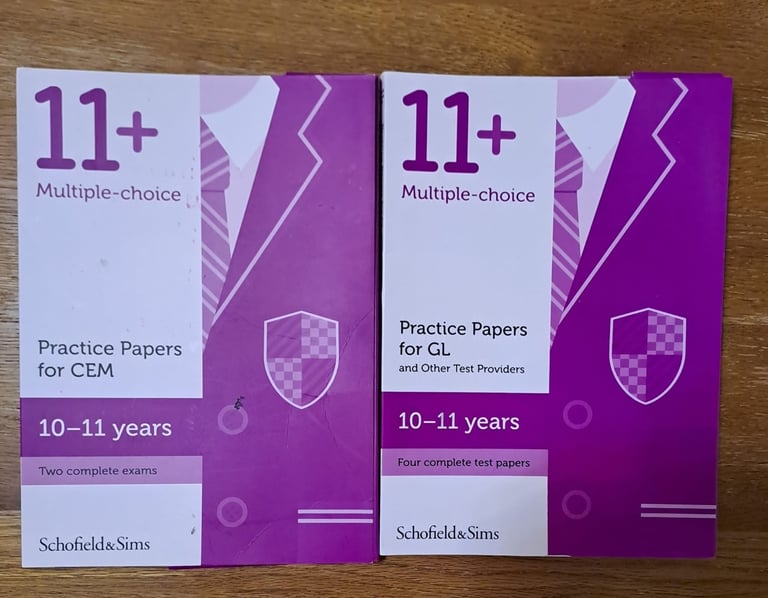 11+
Multiple-choice
Practice Papers
for CEM
10–11 years
Two complete exams
Schofield&Sims
11+
Multiple-choice
Practice Papers
for GL
and Other Test Providers
10–11 years
Four complete test papers
Schofield&Sims